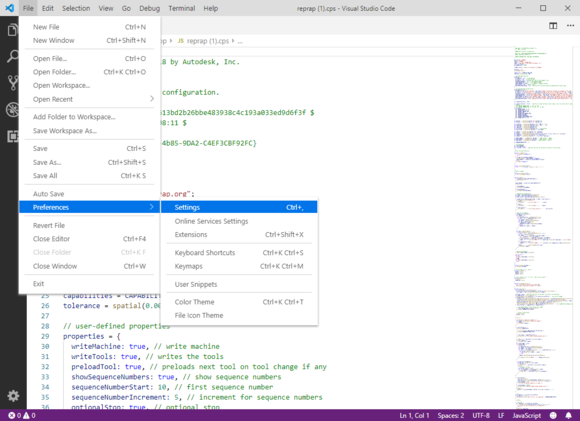 File Edit Selection View Go Debug Terminal Help reprap (1).cps - Visual Studio Code
New File Ctrl+N
New Window Ctrl+Shift+N
JS reprap (1).cps › ...
Open File... Ctrl+O 8 by Autodesk, Inc.
Open Folder... Ctrl+K Ctrl+O
Open Workspace...
Open Recent onfiguration.
Add Folder to Workspace... 13bd2b26bbe483938c4c193a033ed9d6f3f $
Save Workspace As... 08:11 $
Save Ctrl+S 4b85-9DA2-C4EF3CBF92FC}
Save As... Ctrl+Shift+S
Save All Ctrl+K S
Auto Save ap.org";
Preferences
Settings Ctrl+,
Online Services Settings
Extensions Ctrl+Shift+X
Keyboard Shortcuts Ctrl+K Ctrl+S
Keymaps Ctrl+K Ctrl+M
User Snippets
Color Theme Ctrl+K Ctrl+T
File Icon Theme
Revert File
Close Editor Ctrl+F4
Close Folder Ctrl+K F
Close Window Ctrl+W
Exit
25 capabilities = CAPABILI
26 tolerance = spatial(0.00
27
28 // user-defined properties
29 properties = {
30 writeMachine: true, // write machine
31 writeTools: true, // writes the tools
32 preloadTool: true, // preloads next tool on tool change if any
33 showSequenceNumbers: true, // show sequence numbers
34 sequenceNumberStart: 10, // first sequence number
35 sequenceNumberIncrement: 5, // increment for sequence numbers
36 optionalStop: true, // optional stop
0 0 Ln 1, Col 1 Spaces: 2 UTF-8 LF JavaScript